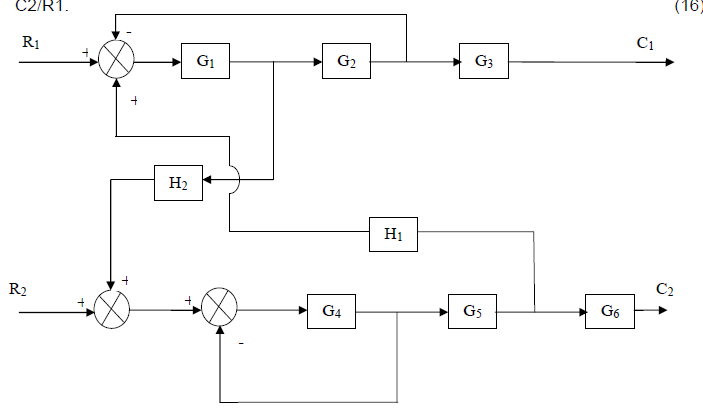 C2/R1. (16)
-
R₁ + G₁ G₂ G₃ C₁
+
H₂
H₁
R₂ + + + G₄ G₅ G₆ C₂
-